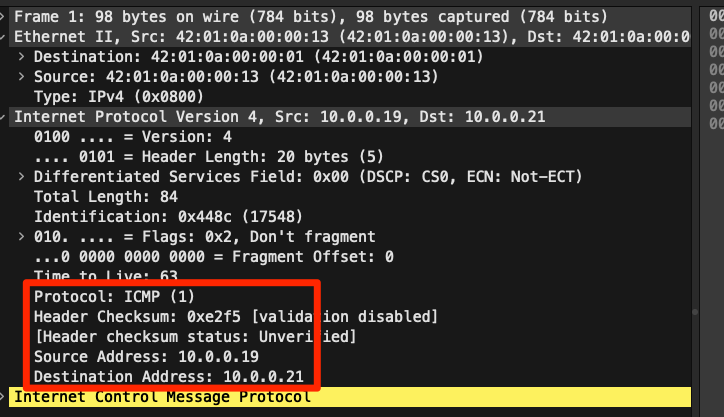 Frame 1: 98 bytes on wire (784 bits), 98 bytes captured (784 bits)
Ethernet II, Src: 42:01:0a:00:00:13 (42:01:0a:00:00:13), Dst: 42:01:0a:00:0
Destination: 42:01:0a:00:00:01 (42:01:0a:00:00:01)
Source: 42:01:0a:00:00:13 (42:01:0a:00:00:13)
Type: IPv4 (0x0800)
Internet Protocol Version 4, Src: 10.0.0.19, Dst: 10.0.0.21
0100 .... = Version: 4
.... 0101 = Header Length: 20 bytes (5)
Differentiated Services Field: 0x00 (DSCP: CS0, ECN: Not-ECT)
Total Length: 84
Identification: 0x448c (17548)
010. .... = Flags: 0x2, Don't fragment
...0 0000 0000 0000 = Fragment Offset: 0
Time to Live: 63
Protocol: ICMP (1)
Header Checksum: 0xe2f5 [validation disabled]
[Header checksum status: Unverified]
Source Address: 10.0.0.19
Destination Address: 10.0.0.21
Internet Control Message Protocol